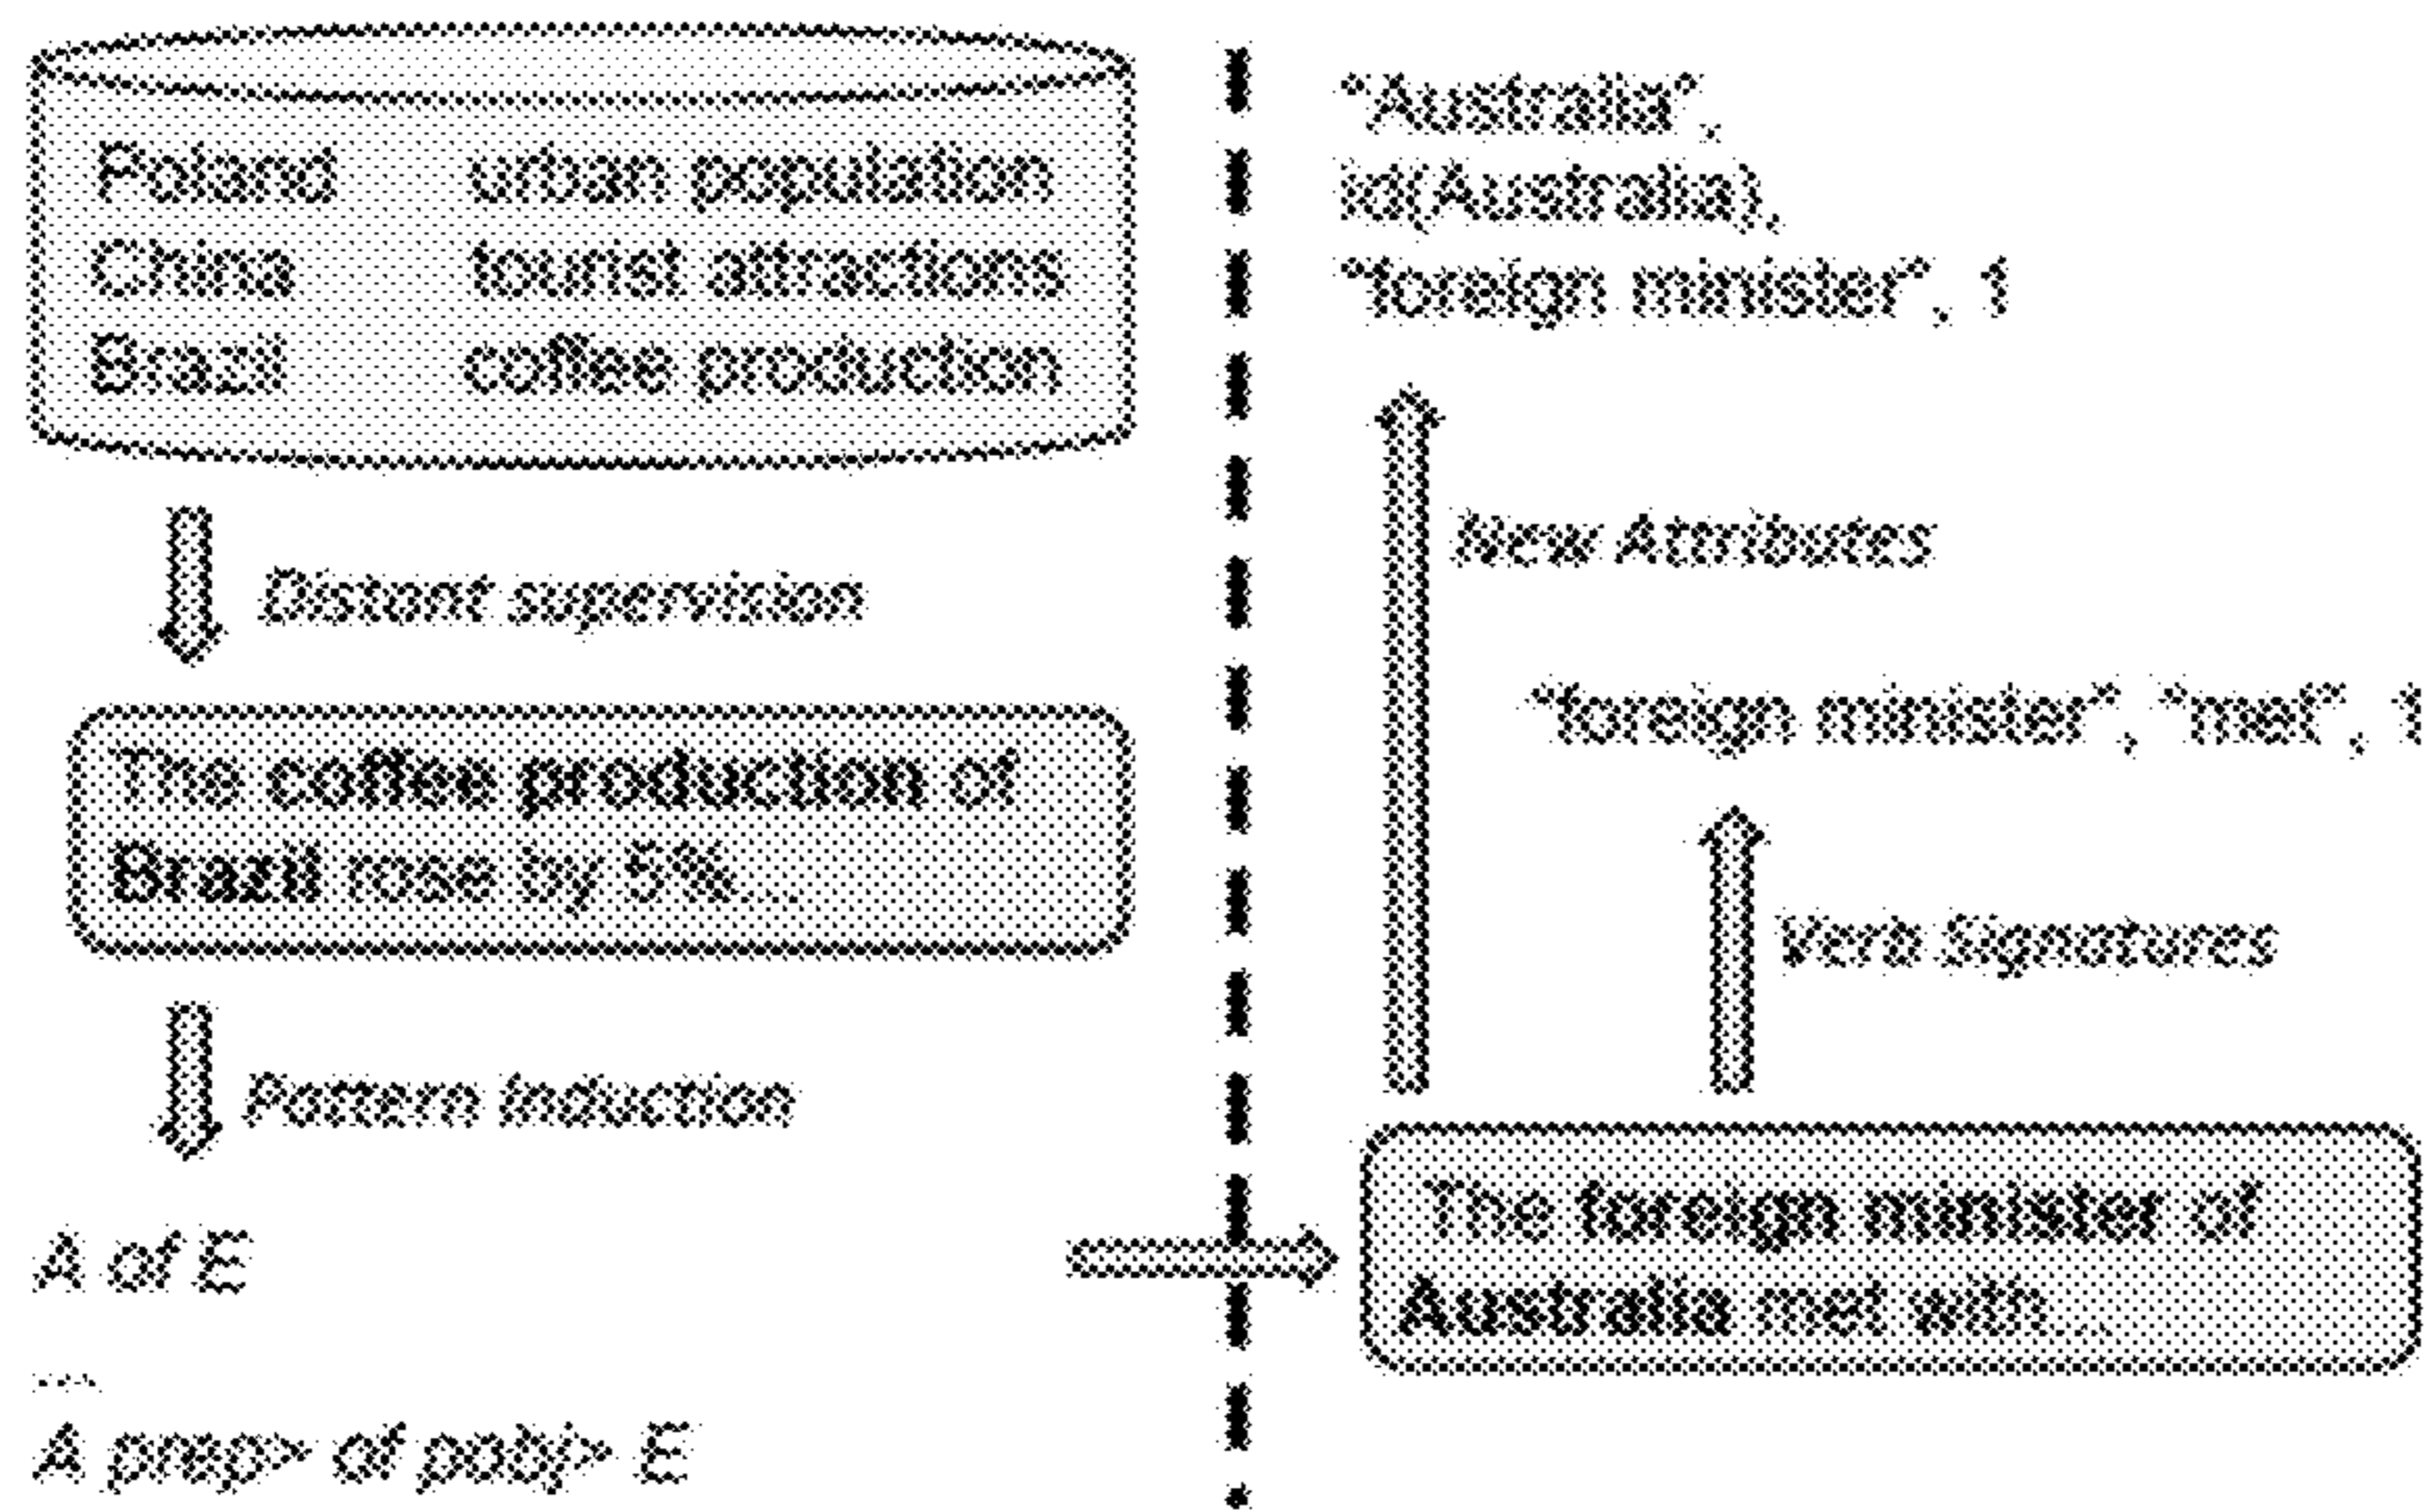 Poland urban population
China tourist attractions
Brazil coffee production
Distant supervision
The coffee production of
Brazil rose by 5%...
Pattern Induction
A of E
...
A prep> of pobj> E
"Australia",
id(Australia),
"foreign minister", 1
New Attributes
"foreign minister", "met", 1
Verb Signatures
The foreign minister of
Australia met with...